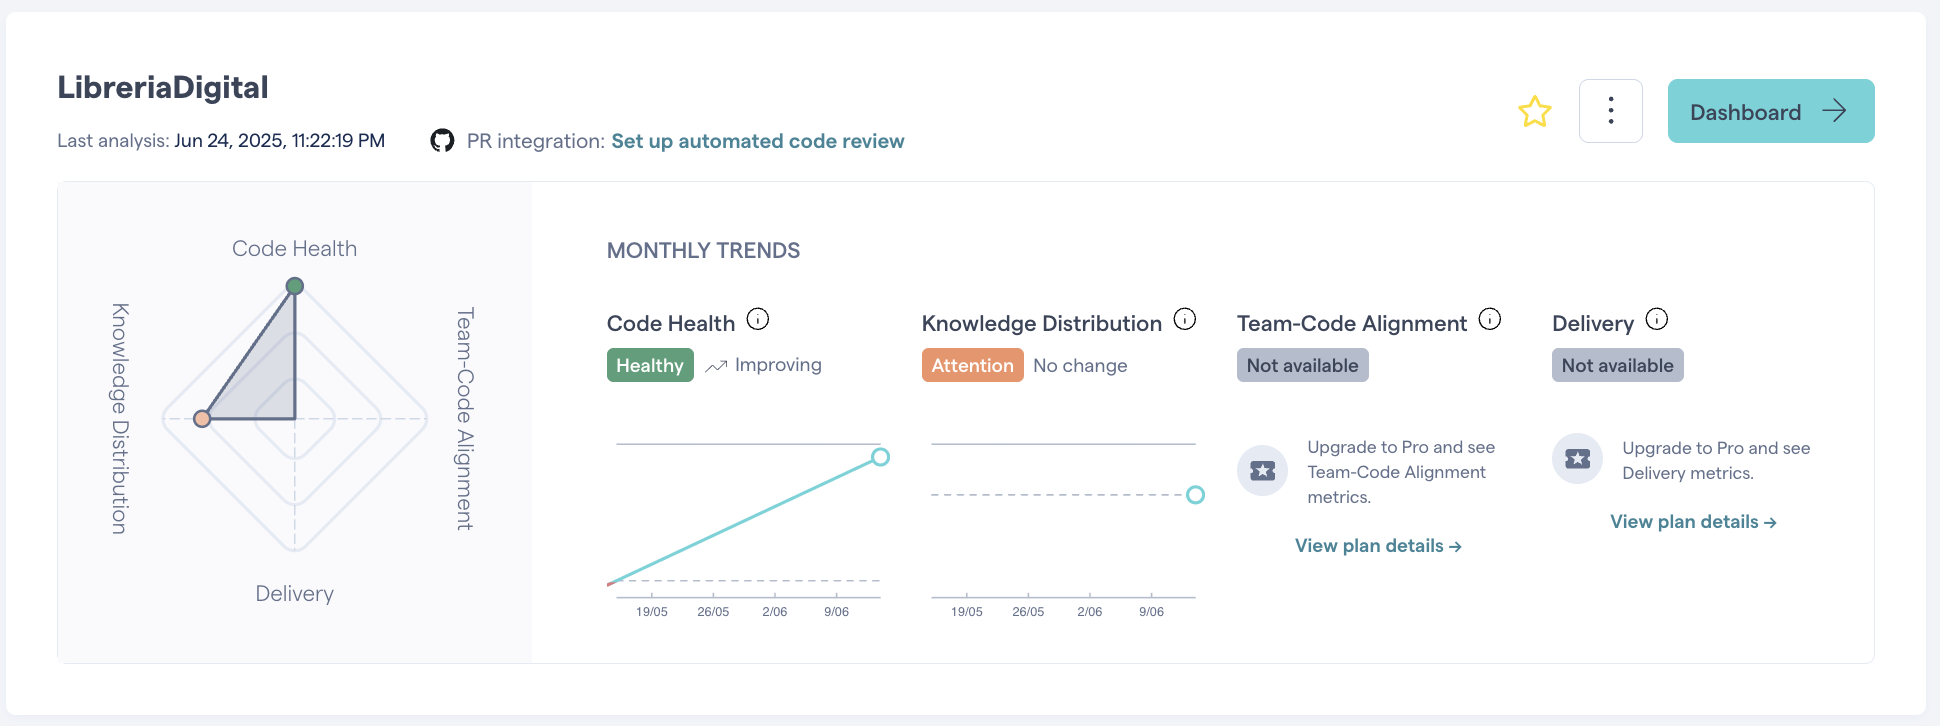 LibreriaDigital
Last analysis: Jun 24, 2025, 11:22:19 PM
PR integration: Set up automated code review
Dashboard
Code Health
Knowledge Distribution
Team-Code Alignment
Delivery
MONTHLY TRENDS
Code Health
Healthy
Improving
19/05 26/05 2/06 9/06
Knowledge Distribution
Attention
No change
19/05 26/05 2/06 9/06
Team-Code Alignment
Not available
Upgrade to Pro and see
Team-Code Alignment
metrics.
View plan details →
Delivery
Not available
Upgrade to Pro and see
Delivery metrics.
View plan details →